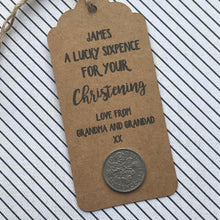 JAMES
A LUCKY SIXPENCE
FOR YOUR
Christening
LOVE FROM
GRANDMA AND GRANDAD
XX